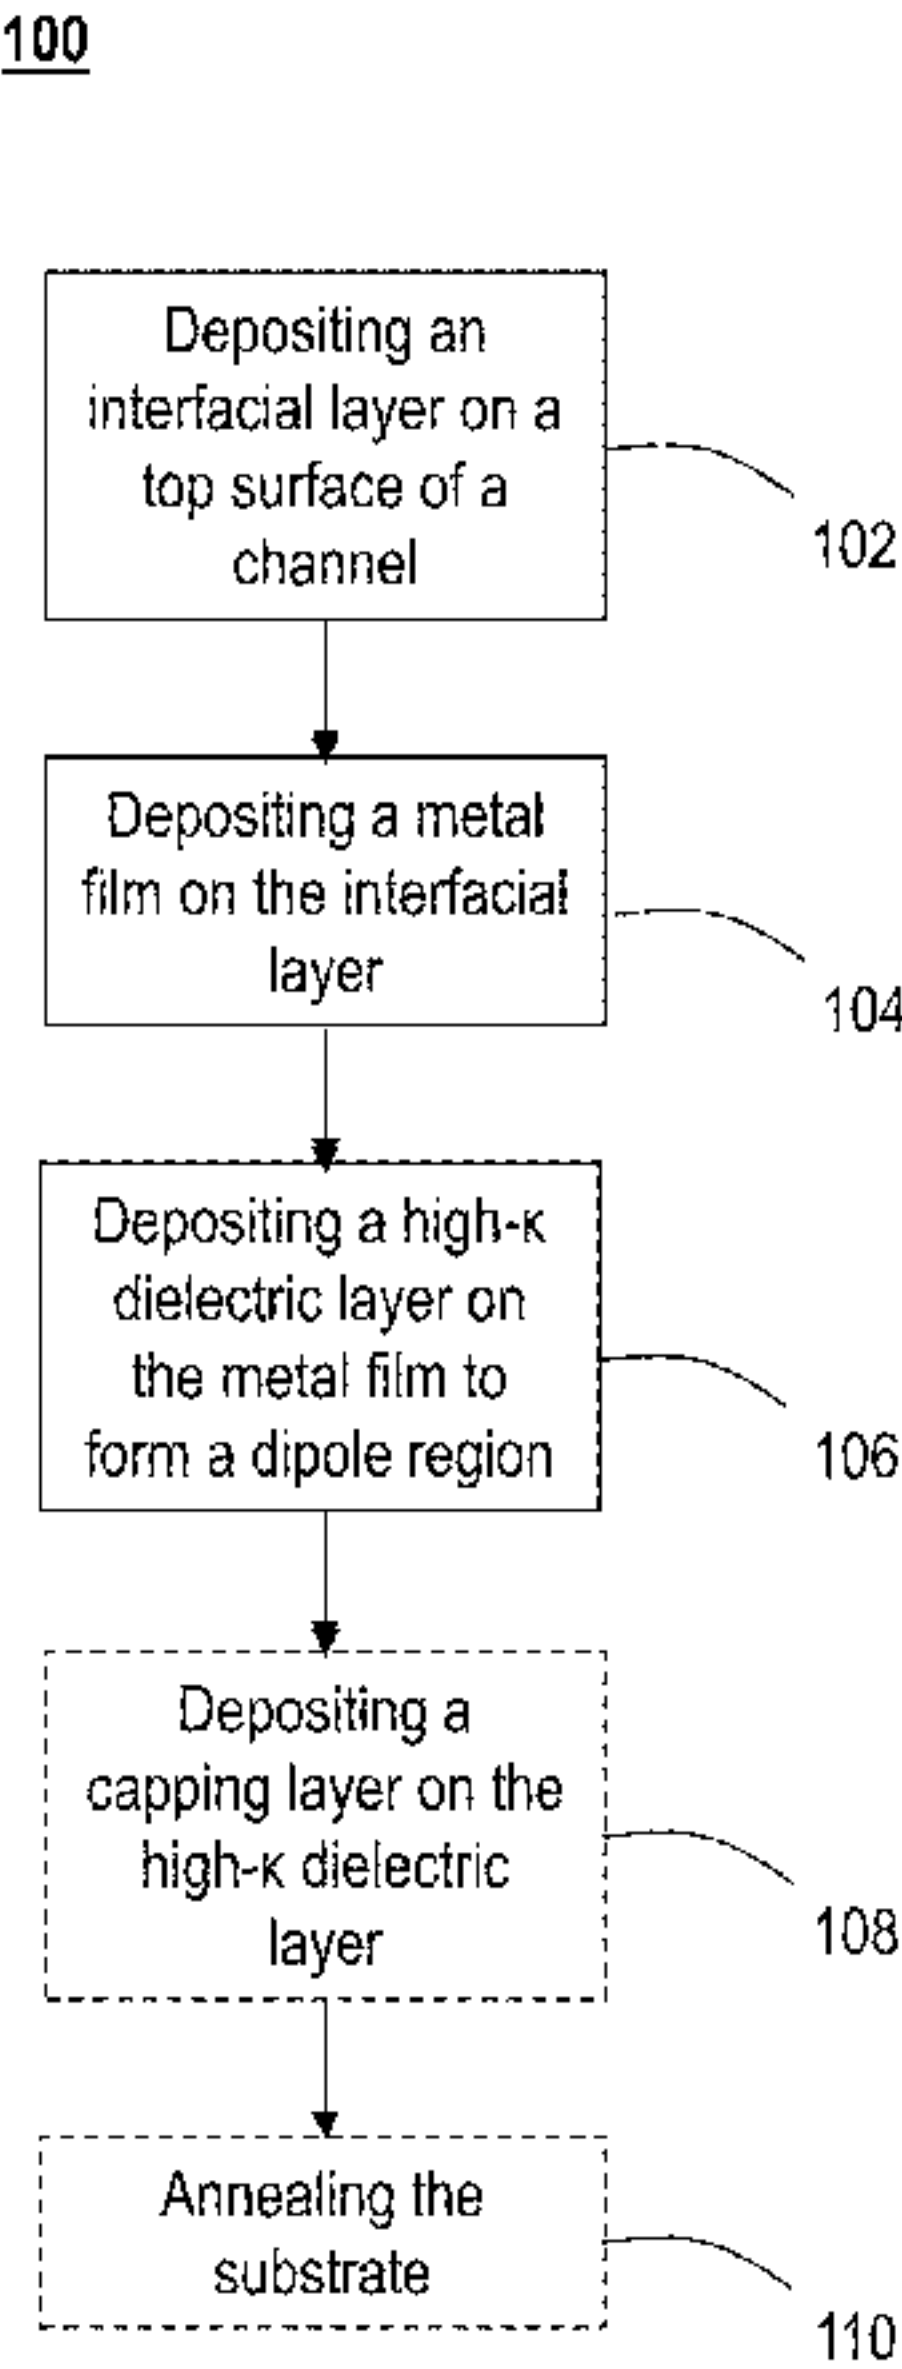 100
Depositing an
interfacial layer on a
top surface of a
channel
102
Depositing a metal
film on the interfacial
layer
104
Depositing a high-κ
dielectric layer on
the metal film to
form a dipole region
106
Depositing a
capping layer on the
high-κ dielectric
layer
108
Annealing the
substrate
110